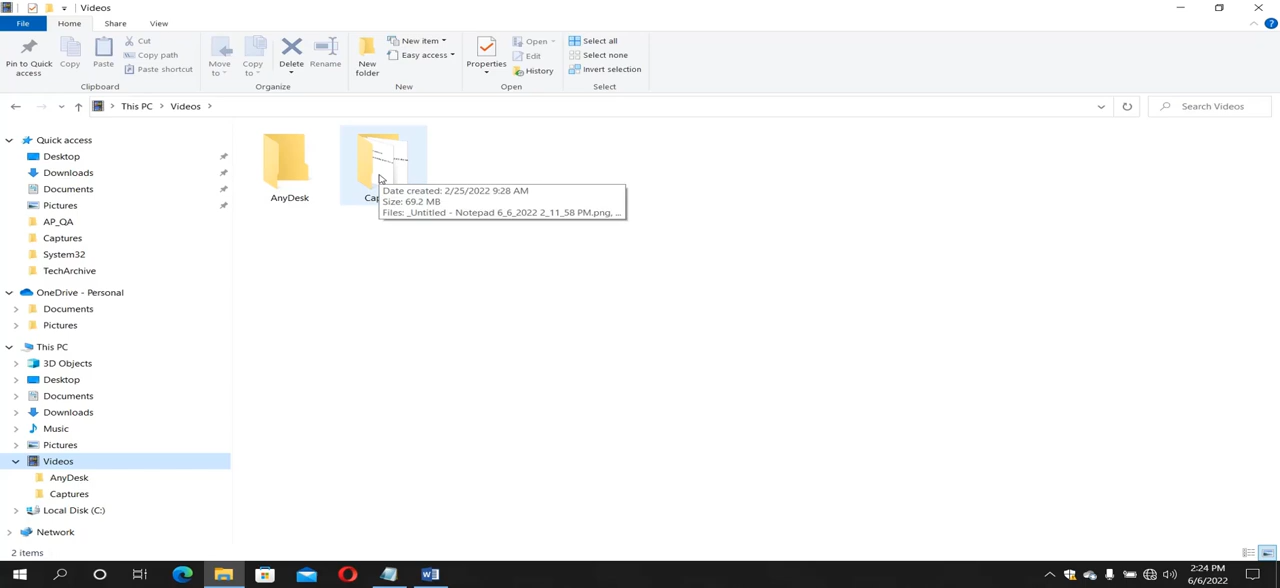 Videos
File Home Share View
Pin to Quick access
Copy
Paste
Cut
Copy path
Paste shortcut
Clipboard
Move to
Copy to
Delete
Rename
Organize
New folder
New item
Easy access
New
Properties
Open
Edit
History
Open
Select all
Select none
Invert selection
Select
This PC > Videos >
Search Videos
Quick access
Desktop
Downloads
Documents
Pictures
AP_QA
Captures
System32
TechArchive
OneDrive - Personal
Documents
Pictures
This PC
3D Objects
Desktop
Documents
Downloads
Music
Pictures
Videos
AnyDesk
Captures
Local Disk (C:)
Network
AnyDesk
Cap
Date created: 2/25/2022 9:28 AM
Size: 69.2 MB
Files: _Untitled - Notepad 6_6_2022 2_11_58 PM.png, ...
2 items
2:24 PM
6/6/2022